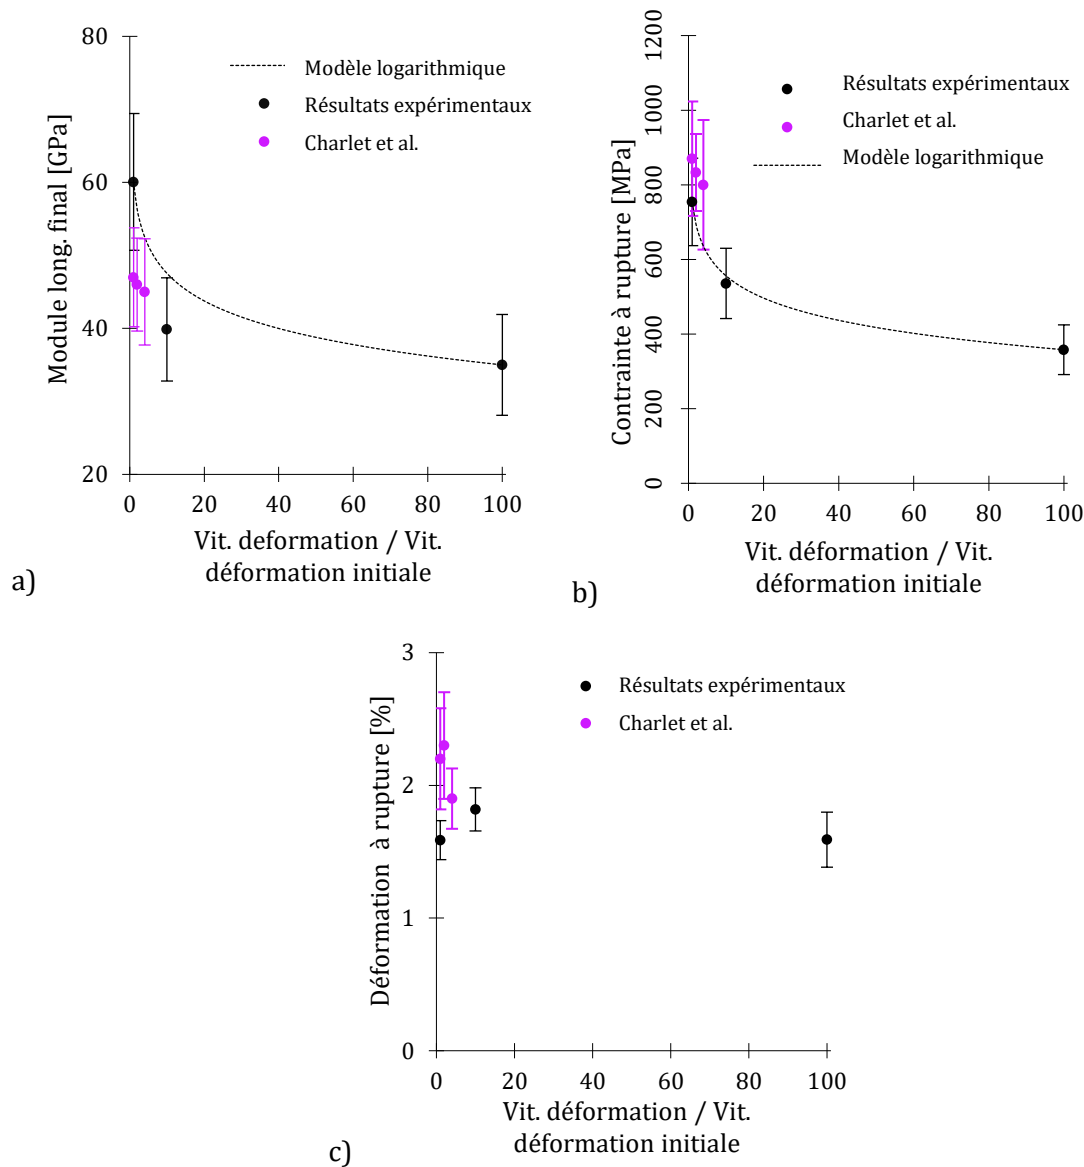 80
60
40
20
Module long. final [GPa]
Modèle logarithmique
Résultats expérimentaux
Charlet et al.
0 20 40 60 80 100
Vit. deformation / Vit.
déformation initiale
a)
1200
1000
800
600
400
200
0
Contrainte à rupture [MPa]
Résultats expérimentaux
Charlet et al.
Modèle logarithmique
0 20 40 60 80 100
Vit. déformation / Vit.
déformation initiale
b)
3
2
1
0
Déformation à rupture [%]
Résultats expérimentaux
Charlet et al.
0 20 40 60 80 100
Vit. déformation / Vit.
déformation initiale
c)